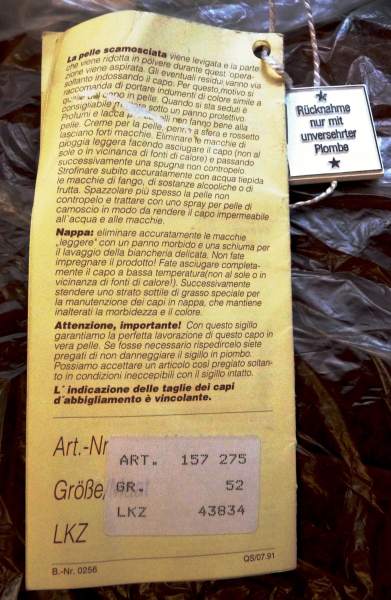 La pelle scamosciata viene levigata e la parte
che viene ridotta in polvere durante quest'opera-
zione viene aspirata. Gli eventuali residui vanno via
soltanto indossando il capo. Per questo motivo si
raccomanda di portare indumenti di colore simile a
quello del capo in pelle. Quando si sta seduti è
consigliabile sotto un panno protettivo.
Profumi e lacca capelli non fanno bene alla
pelle. Creme per la pelle, penne a sfera e rossetto
lasciano forti macchie. Eliminare le macchie di
pioggia leggera facendo asciugare il capo (non al
sole o in vicinanza di fonti di calore) e passando
successivamente una spugna non contropelo
Strofinare subito accuratamente con acqua tiepida
le macchie di fango, di sostanze alcooliche o di
frutta. Spazzolare più spesso la pelle non
contropelo e trattare con uno spray per pelle di
camoscio in modo da rendere il capo impermeabile
all'acqua e alle macchie.
Nappa: eliminare accuratamente le macchie
„leggere" con un panno morbido e una schiuma per
il lavaggio della biancheria delicata. Non fate
impregnare il prodotto! Fate asciugare completa-
mente il capo a bassa temperatura(non al sole o in
vicinanza di fonti di calore!). Successivamente
stendere uno strato sottile di grasso speciale per
la manutenzione dei capi in nappa, che mantiene
inalterati la morbidezza e il colore.
Attenzione, importante! Con questo sigillo
garantiamo la perfetta lavorazione di questo capo in
vera pelle. Se fosse necessario rispedircelo siete
pregati di non danneggiare il sigillo in piombo.
Possiamo accettare un articolo così pregiato soltan-
to in condizioni ineccepibili con il sigillo intatto.
L' indicazione delle taglie dei capi
d'abbigliamento è vincolante.
Art.-Nr
Größe/
LKZ
ART. 157 275
GR. 52
LKZ 43834
B.-Nr. 0256
QS/07.91
Rücknahme
nur mit
unversehrter
Plombe